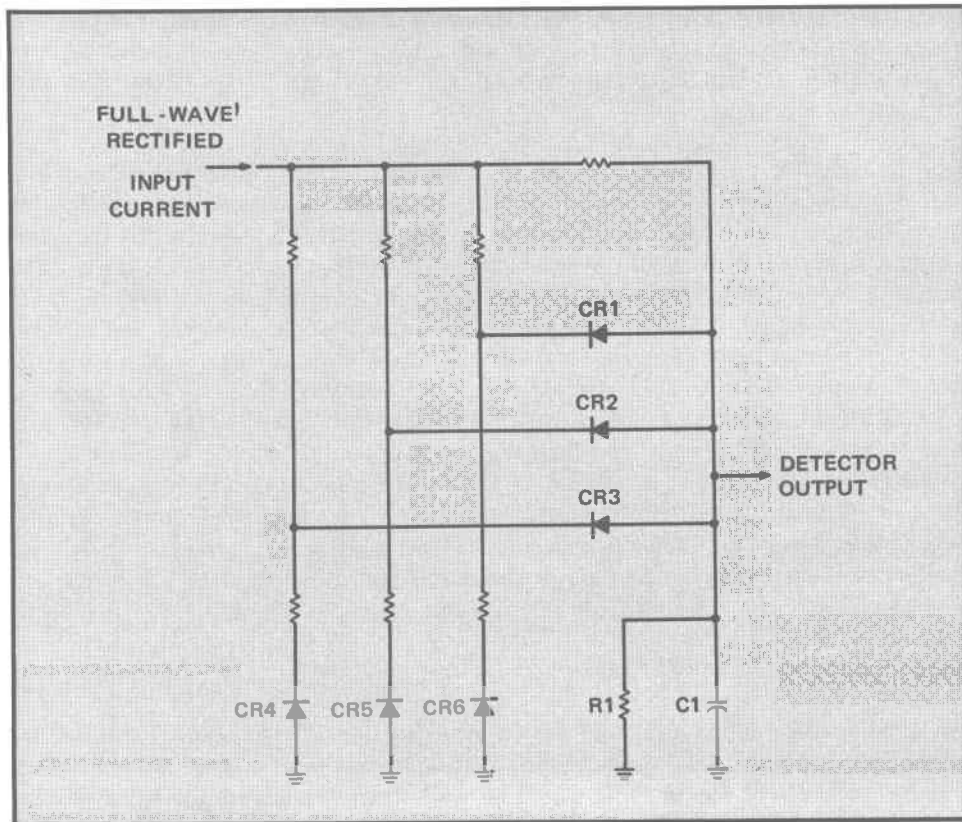 FULL-WAVE
RECTIFIED
INPUT
CURRENT
CR1
CR2
CR3
DETECTOR
OUTPUT
CR4
CR5
CR6
R1
C1